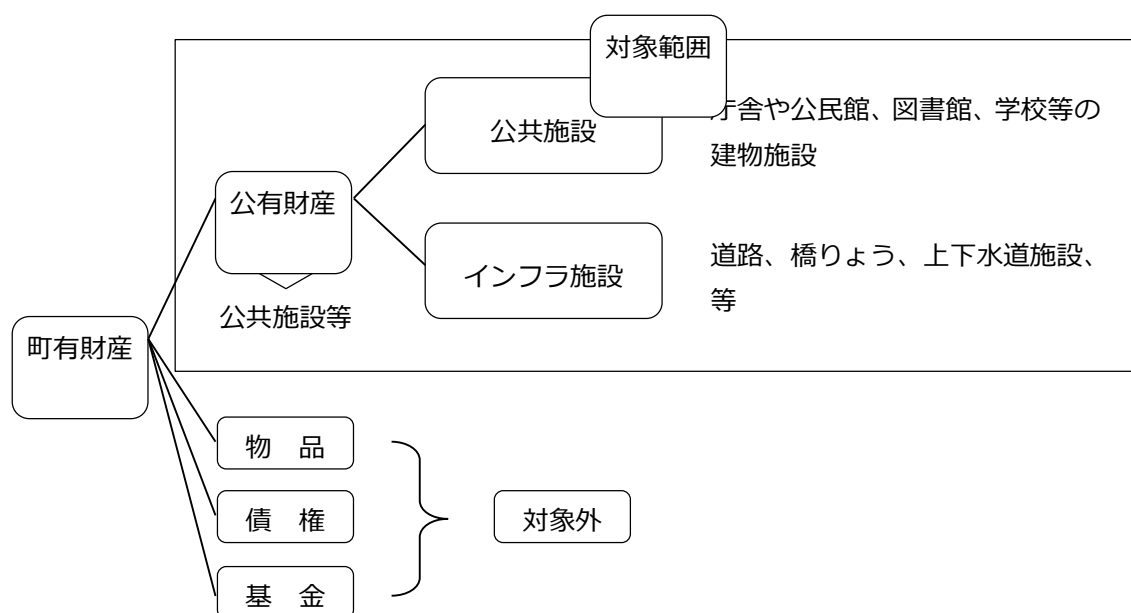 対象範囲
公共施設
庁舎や公民館、図書館、学校等の
建物施設
公有財産
インフラ施設
道路、橋りょう、上下水道施設、
等
公共施設等
町有財産
物　品
債　権
対象外
基　金